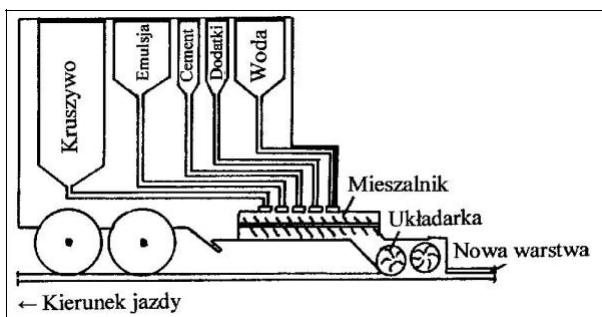 Kruszywo
Emulsja
Cement
Dodatki
Woda
Mieszalnik
Układarka
Nowa warstwa
← Kierunek jazdy